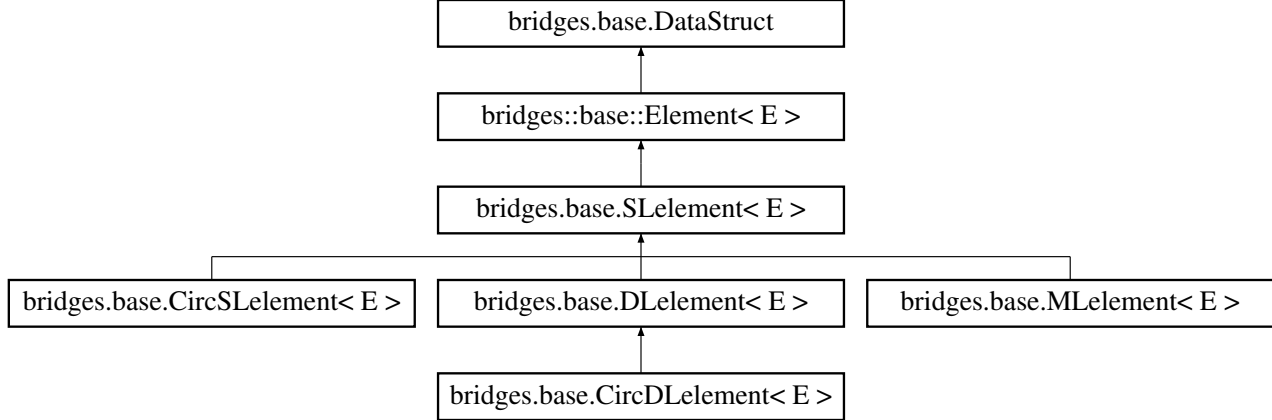 bridges.base.DataStruct
bridges::base::Element< E >
bridges.base.SLelement< E >
bridges.base.CircSLelement< E >
bridges.base.DLelement< E >
bridges.base.MLelement< E >
bridges.base.CircDLelement< E >